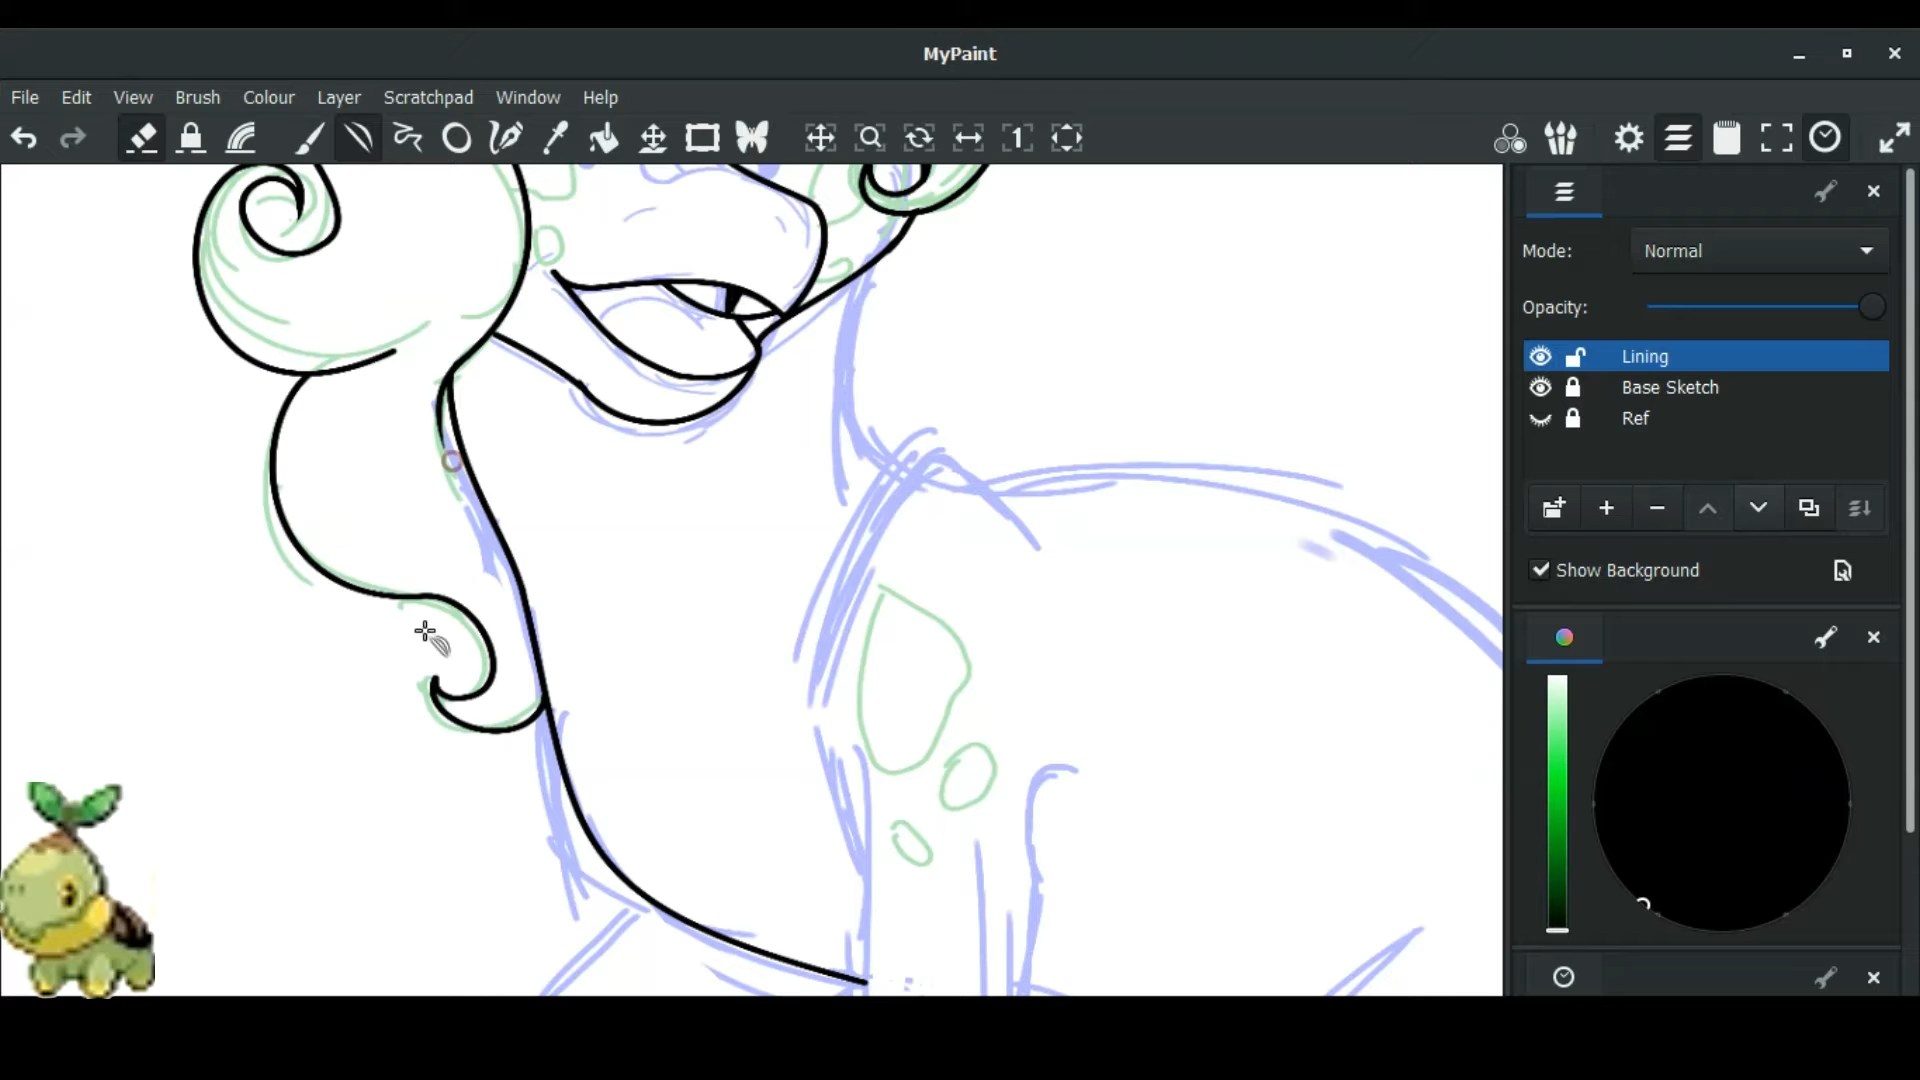 MyPaint
File Edit View Brush Colour Layer Scratchpad Window Help
1
Mode: Normal
Opacity:
Lining
Base Sketch
Ref
Show Background